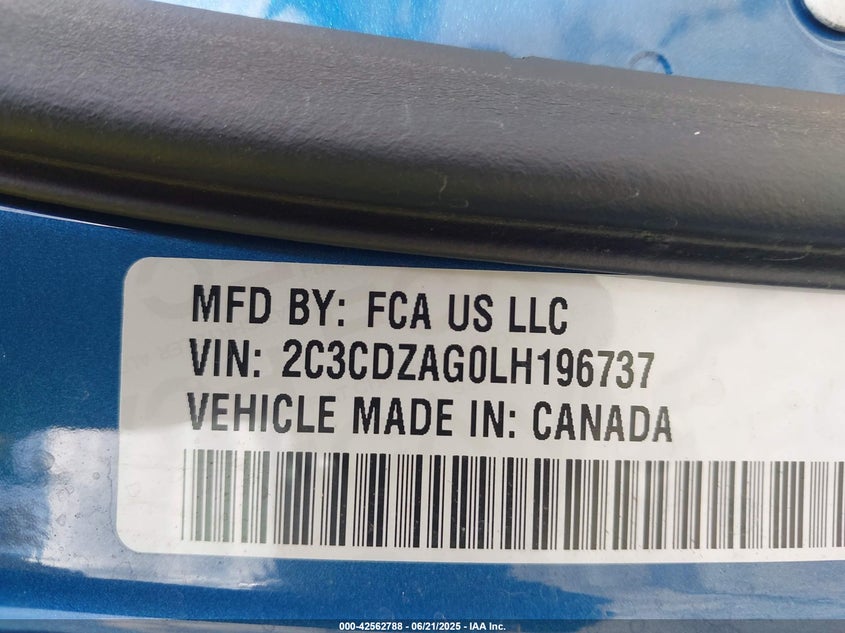 MFD BY: FCA US LLC
VIN: 2C3CDZAG0LH196737
VEHICLE MADE IN: CANADA
000-42562788 - 06/21/2025 - IAA Inc.